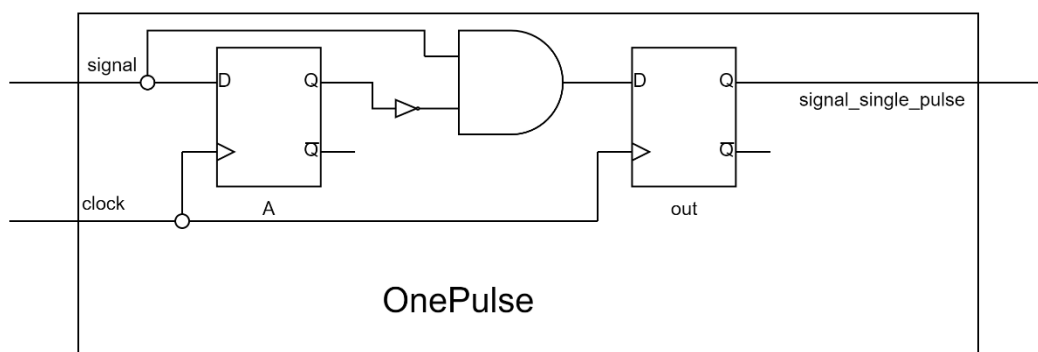 signal
D
Q
D
Q
signal_single_pulse
Q̅
Q̅
clock
A
out
OnePulse